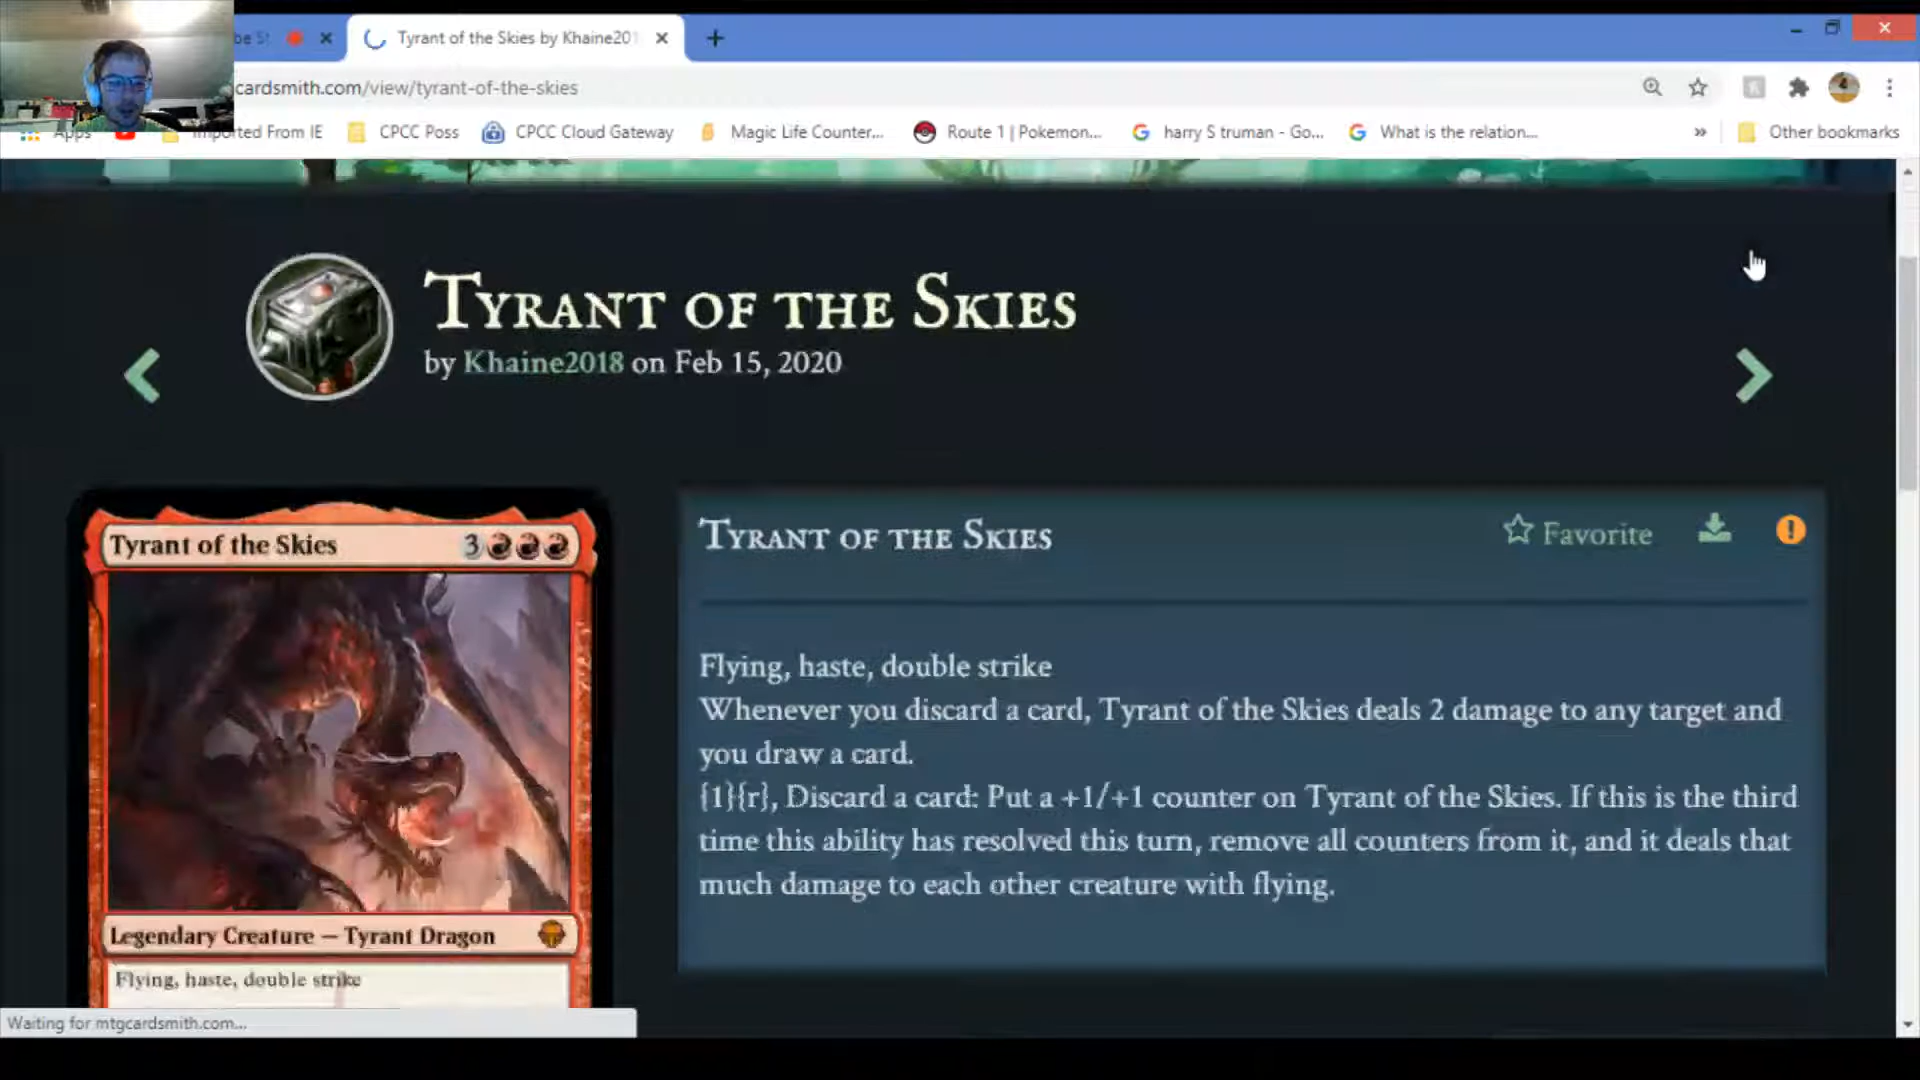 be St
Tyrant of the Skies by Khaine201
cardsmith.com/view/tyrant-of-the-skies
Apps
Imported From IE
CPCC Poss
CPCC Cloud Gateway
Magic Life Counter...
Route 1 | Pokemon...
harry S truman - Go...
What is the relation...
»
Other bookmarks
Tyrant of the Skies
by Khaine2018 on Feb 15, 2020
Tyrant of the Skies 3
Legendary Creature – Tyrant Dragon
Flying, haste, double strike
Tyrant of the Skies
Favorite
Flying, haste, double strike
Whenever you discard a card, Tyrant of the Skies deals 2 damage to any target and
you draw a card.
{1}{r}, Discard a card: Put a +1/+1 counter on Tyrant of the Skies. If this is the third
time this ability has resolved this turn, remove all counters from it, and it deals that
much damage to each other creature with flying.
Waiting for mtgcardsmith.com...